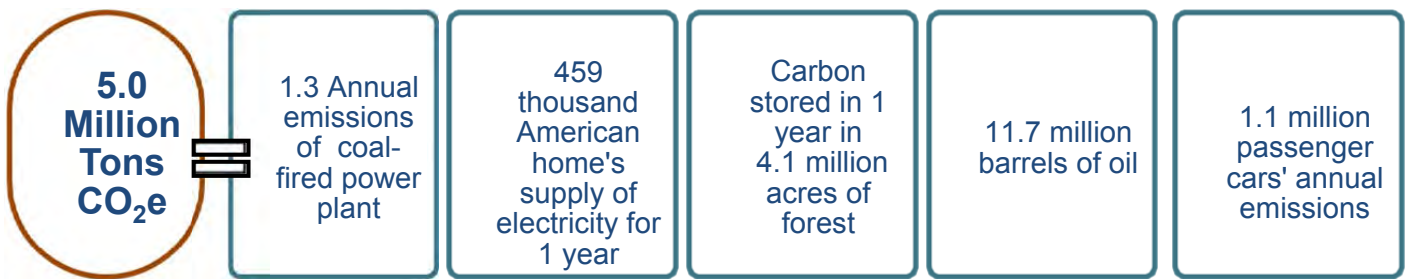 5.0
Million
Tons
CO₂e
1.3 Annual
emissions
of coal-
fired power
plant
459
thousand
American
home's
supply of
electricity for
1 year
Carbon
stored in 1
year in
4.1 million
acres of
forest
11.7 million
barrels of oil
1.1 million
passenger
cars' annual
emissions